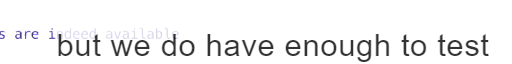 s are indeed available
but we do have enough to test